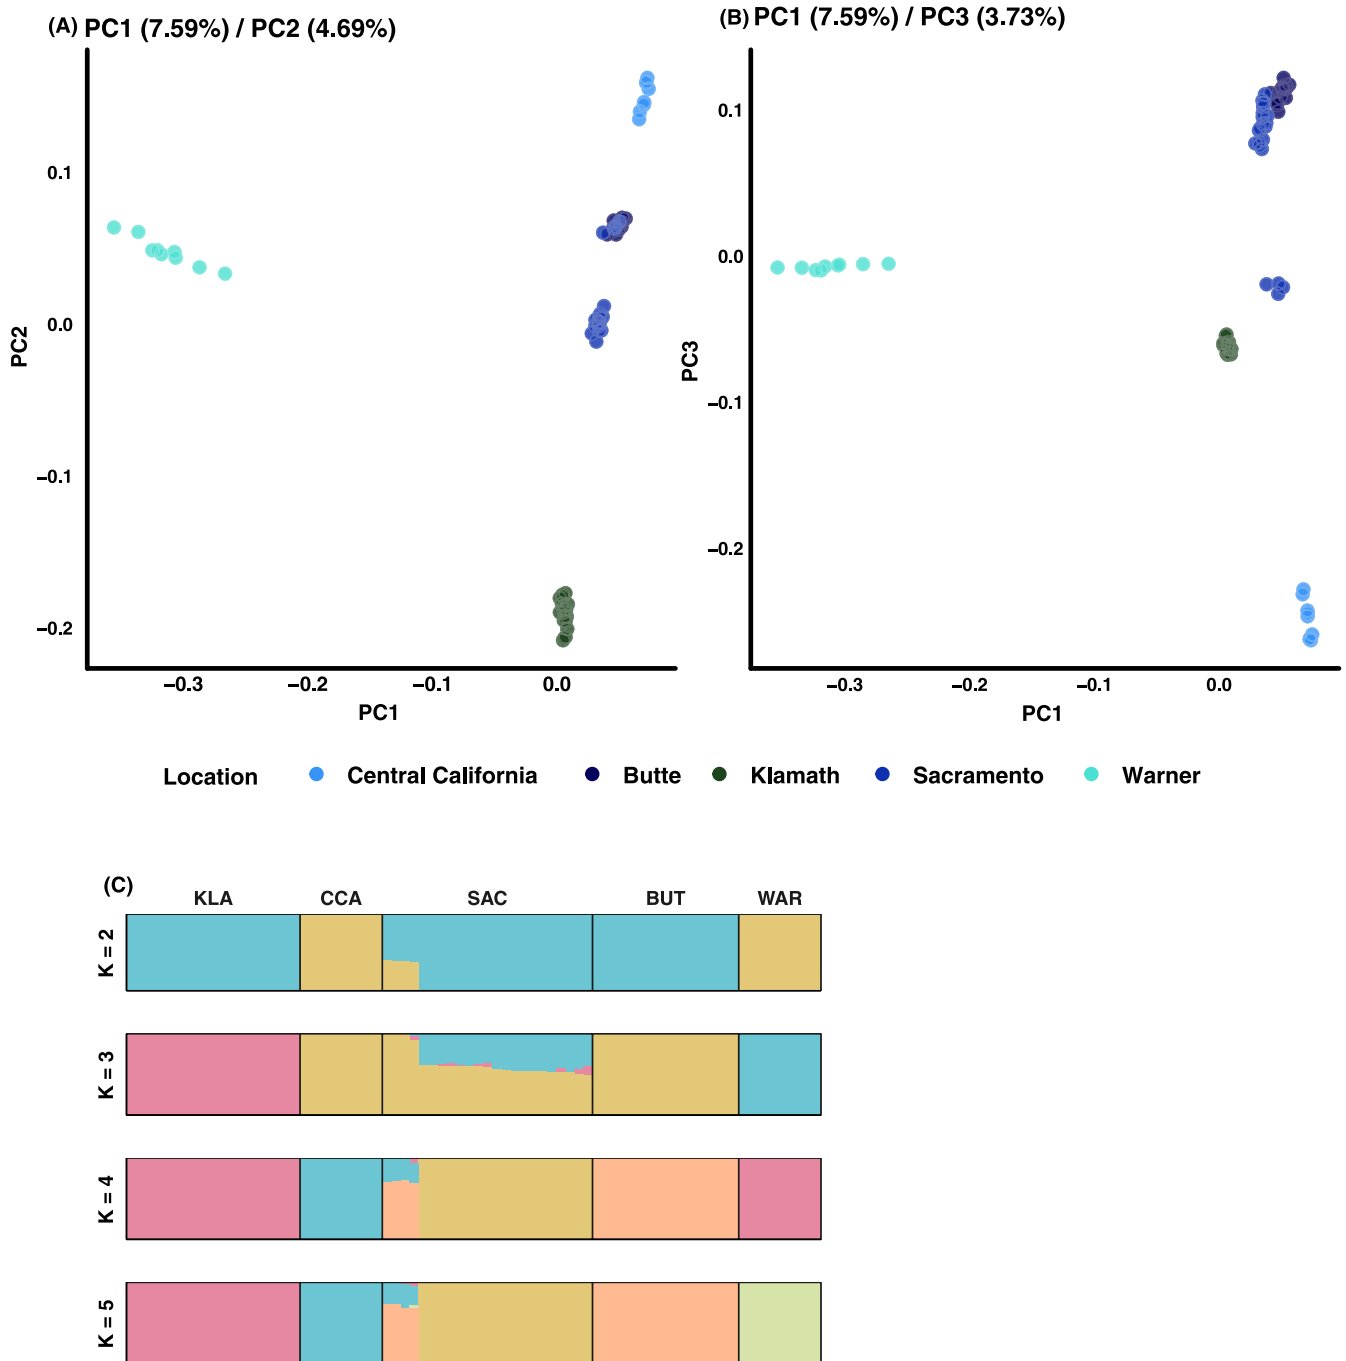 (A) PC1 (7.59%) / PC2 (4.69%)
0.1
0.0
−0.1
−0.2
PC2
−0.3 −0.2 −0.1 0.0
PC1
(B) PC1 (7.59%) / PC3 (3.73%)
0.1
0.0
−0.1
−0.2
PC3
−0.3 −0.2 −0.1 0.0
PC1
Location Central California Butte Klamath Sacramento Warner
(C)
KLA CCA SAC BUT WAR
K = 2
K = 3
K = 4
K = 5